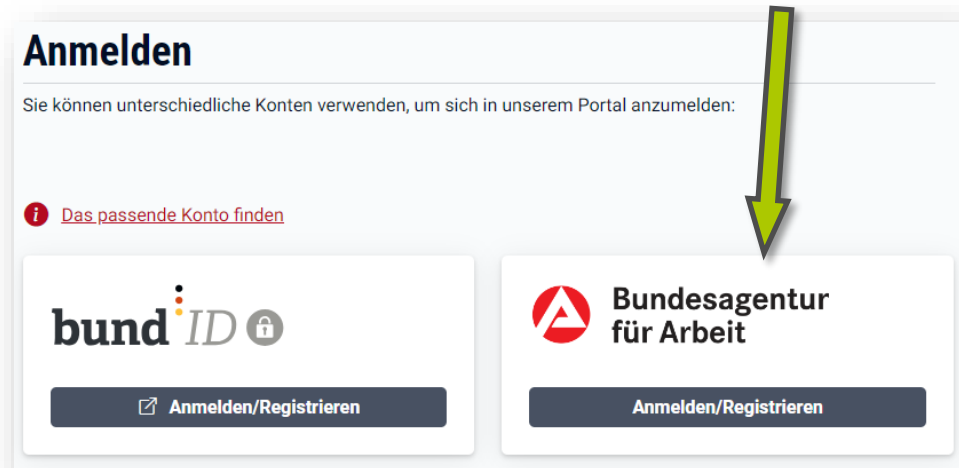 Anmelden
Sie können unterschiedliche Konten verwenden, um sich in unserem Portal anzumelden:
i Das passende Konto finden
bund ID
Anmelden/Registrieren
Bundesagentur
für Arbeit
Anmelden/Registrieren